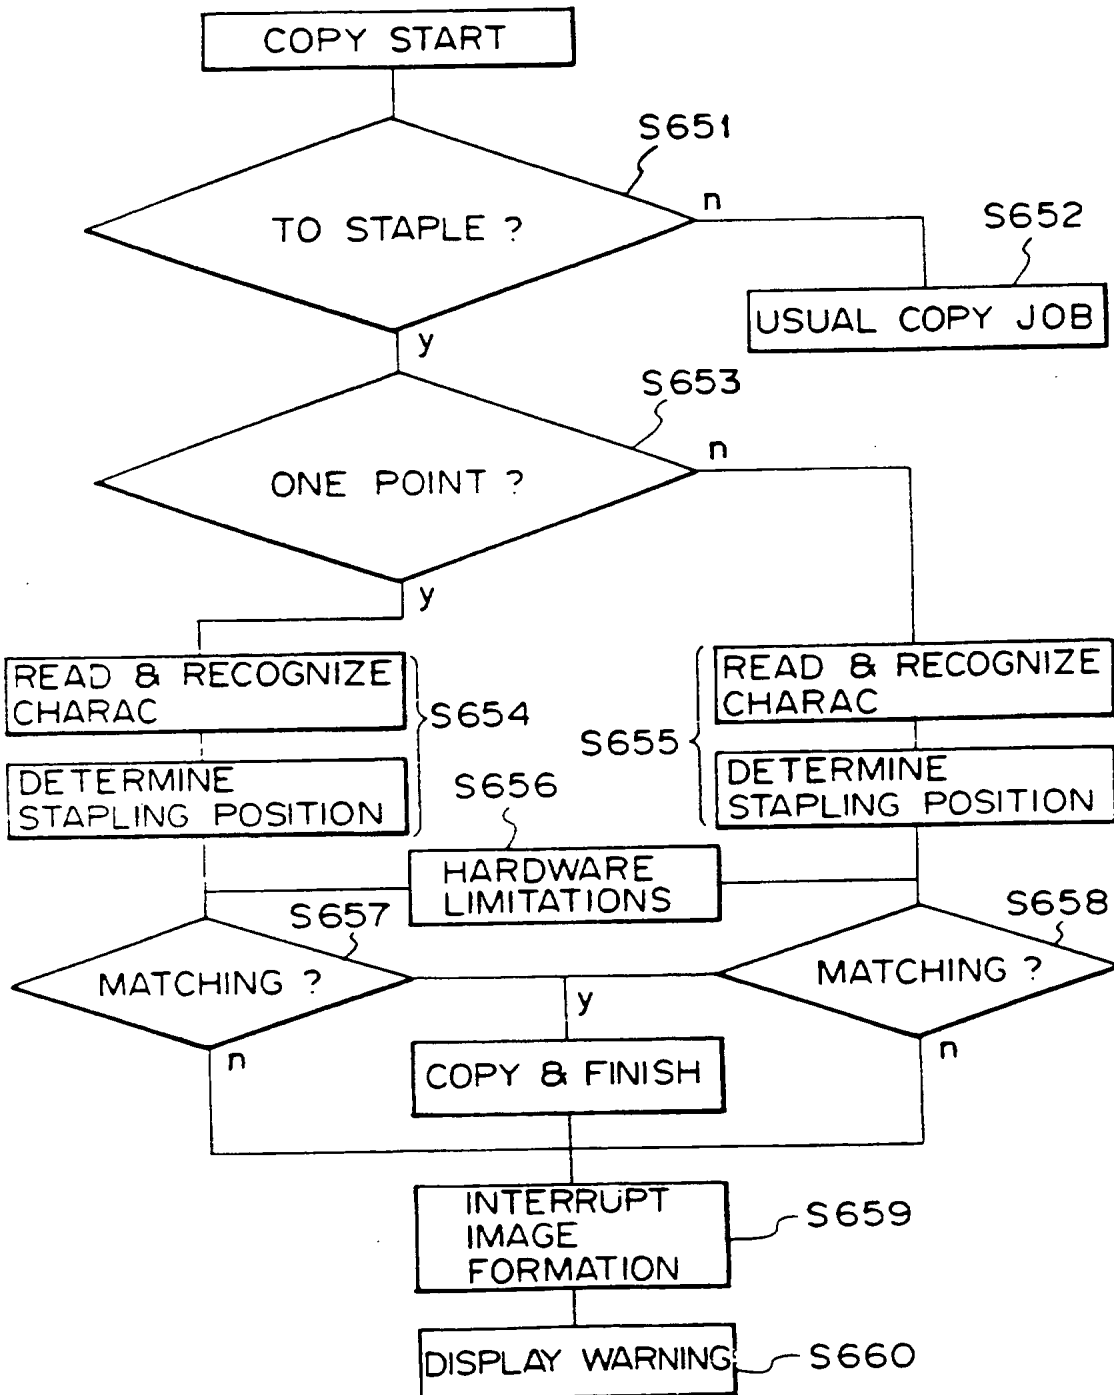 COPY START
S651
TO STAPLE ?
n
S652
USUAL COPY JOB
y
S653
ONE POINT ?
n
y
READ & RECOGNIZE
CHARAC
S654
DETERMINE
STAPLING POSITION
READ & RECOGNIZE
CHARAC
S655
DETERMINE
STAPLING POSITION
S656
HARDWARE
LIMITATIONS
S657
MATCHING ?
S658
MATCHING ?
y
n
n
COPY & FINISH
INTERRUPT
IMAGE
FORMATION
S659
DISPLAY WARNING
S660